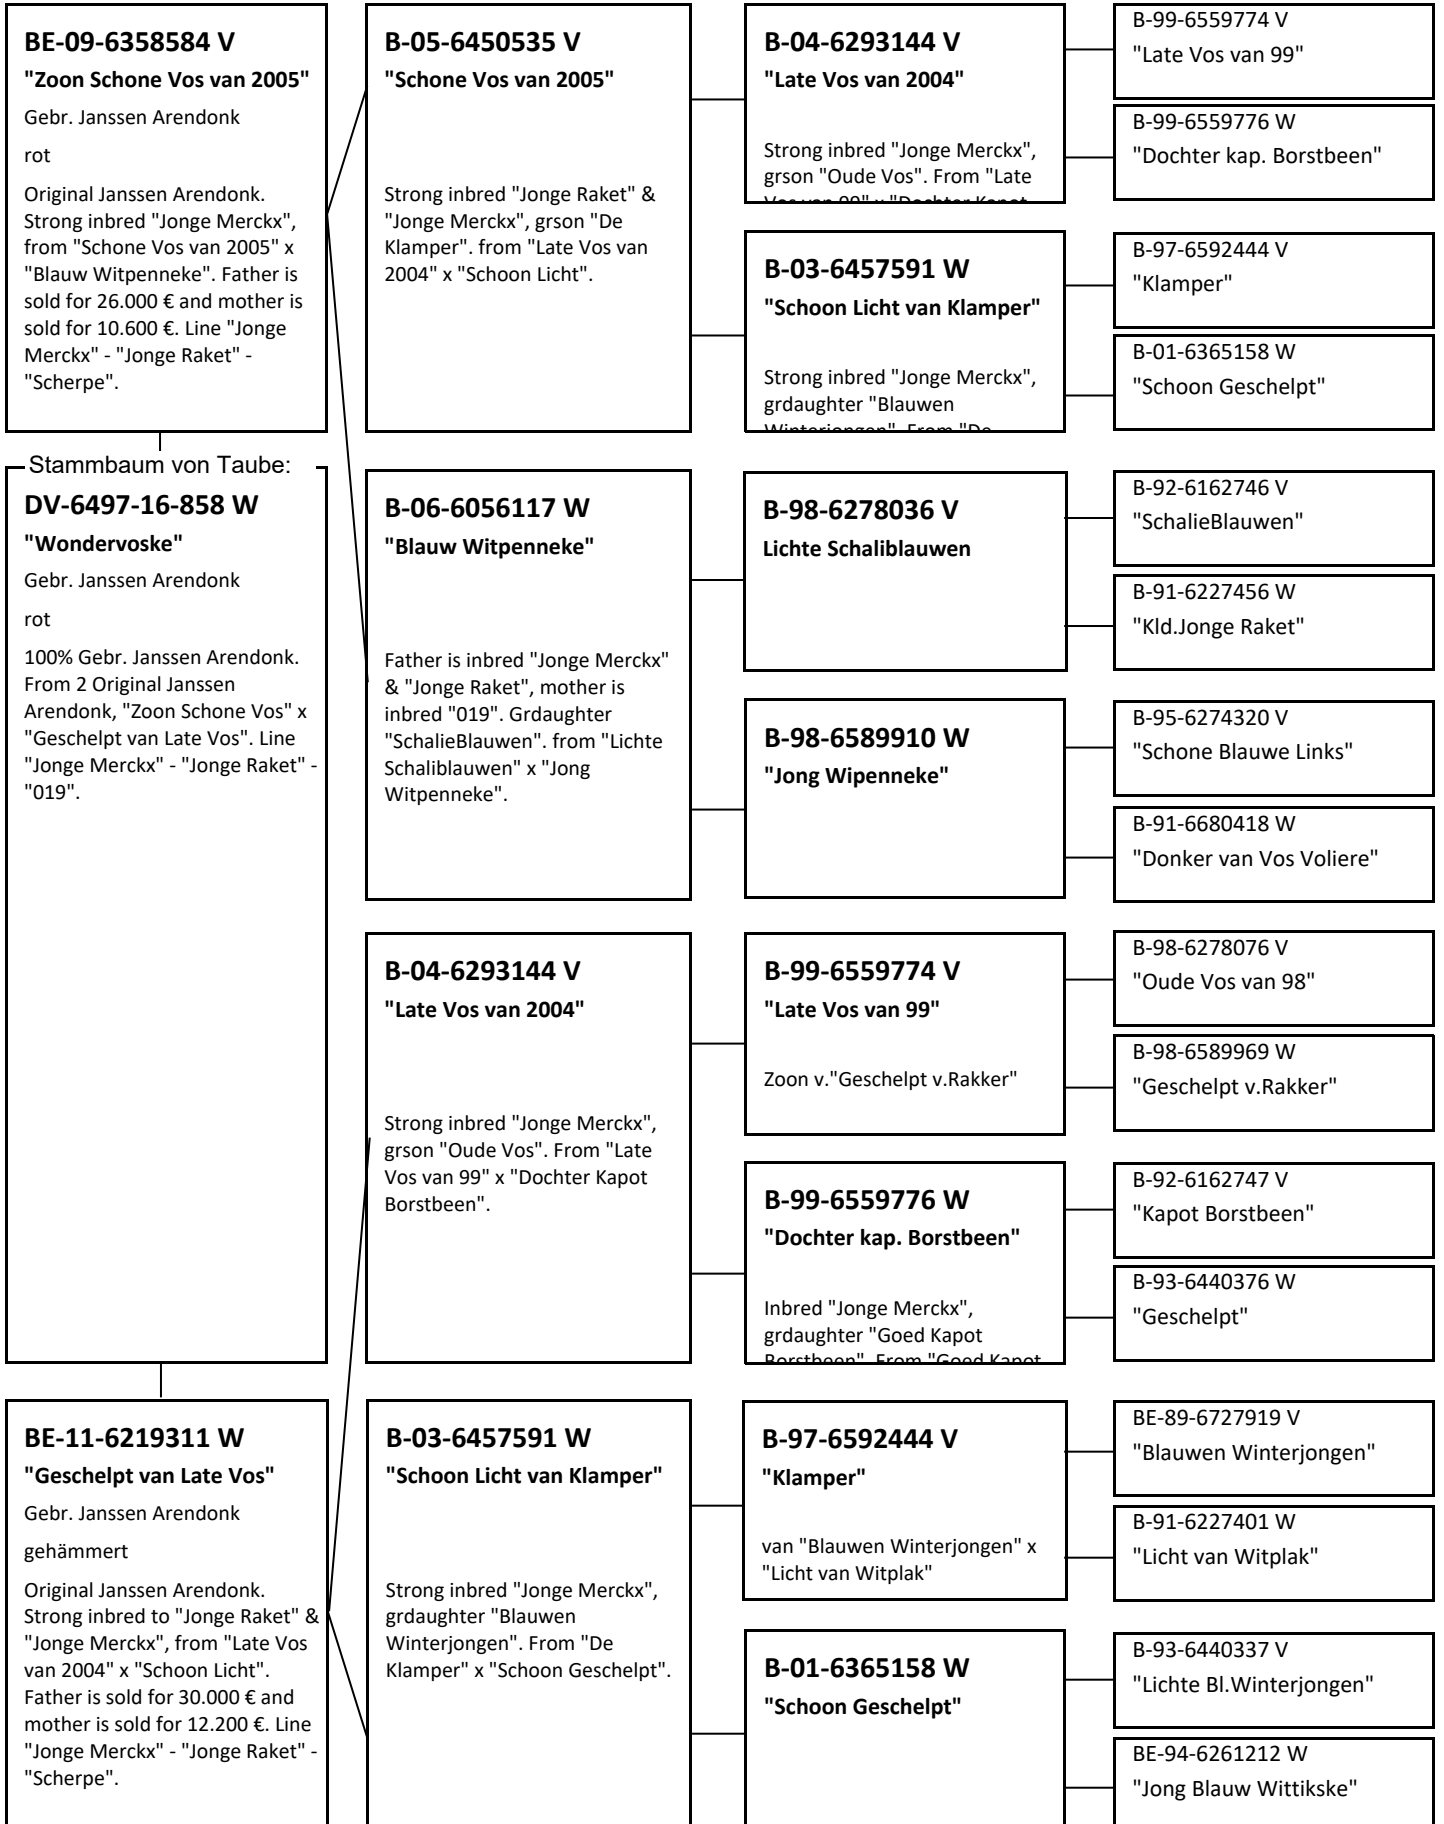 BE-09-6358584 V
"Zoon Schone Vos van 2005"
Gebr. Janssen Arendonk
rot
Original Janssen Arendonk.
Strong inbred "Jonge Merckx",
from "Schone Vos van 2005" x
"Blauw Witpenneke". Father is
sold for 26.000 € and mother is
sold for 10.600 €. Line "Jonge
Merckx" - "Jonge Raket" -
"Scherpe".
Stammbaum von Taube:
DV-6497-16-858 W
"Wondervoske"
Gebr. Janssen Arendonk
rot
100% Gebr. Janssen Arendonk.
From 2 Original Janssen
Arendonk, "Zoon Schone Vos" x
"Geschelpt van Late Vos". Line
"Jonge Merckx" - "Jonge Raket" -
"019".
BE-11-6219311 W
"Geschelpt van Late Vos"
Gebr. Janssen Arendonk
gehämmert
Original Janssen Arendonk.
Strong inbred to "Jonge Raket" &
"Jonge Merckx", from "Late Vos
van 2004" x "Schoon Licht".
Father is sold for 30.000 € and
mother is sold for 12.200 €. Line
"Jonge Merckx" - "Jonge Raket" -
"Scherpe".
B-05-6450535 V
"Schone Vos van 2005"
Strong inbred "Jonge Raket" &
"Jonge Merckx", grson "De
Klamper". from "Late Vos van
2004" x "Schoon Licht".
B-06-6056117 W
"Blauw Witpenneke"
Father is inbred "Jonge Merckx"
& "Jonge Raket", mother is
inbred "019". Grdaughter
"SchalieBlauwen". from "Lichte
Schaliblauwen" x "Jong
Witpenneke".
B-04-6293144 V
"Late Vos van 2004"
Strong inbred "Jonge Merckx",
grson "Oude Vos". From "Late
Vos van 99" x "Dochter Kapot
Borstbeen".
B-03-6457591 W
"Schoon Licht van Klamper"
Strong inbred "Jonge Merckx",
grdaughter "Blauwen
Winterjongen". From "De
Klamper" x "Schoon Geschelpt".
B-04-6293144 V
"Late Vos van 2004"
Strong inbred "Jonge Merckx",
grson "Oude Vos". From "Late
Vos van 99" x "Dochter Kapot
B-03-6457591 W
"Schoon Licht van Klamper"
Strong inbred "Jonge Merckx",
grdaughter "Blauwen
Winterjongen". From "De
B-98-6278036 V
Lichte Schaliblauwen
B-98-6589910 W
"Jong Wipenneke"
B-99-6559774 V
"Late Vos van 99"
Zoon v."Geschelpt v.Rakker"
B-99-6559776 W
"Dochter kap. Borstbeen"
Inbred "Jonge Merckx",
grdaughter "Goed Kapot
Borstbeen". From "Goed Kapot
B-97-6592444 V
"Klamper"
van "Blauwen Winterjongen" x
"Licht van Witplak"
B-01-6365158 W
"Schoon Geschelpt"
B-99-6559774 V
"Late Vos van 99"
B-99-6559776 W
"Dochter kap. Borstbeen"
B-97-6592444 V
"Klamper"
B-01-6365158 W
"Schoon Geschelpt"
B-92-6162746 V
"SchalieBlauwen"
B-91-6227456 W
"Kld.Jonge Raket"
B-95-6274320 V
"Schone Blauwe Links"
B-91-6680418 W
"Donker van Vos Voliere"
B-98-6278076 V
"Oude Vos van 98"
B-98-6589969 W
"Geschelpt v.Rakker"
B-92-6162747 V
"Kapot Borstbeen"
B-93-6440376 W
"Geschelpt"
BE-89-6727919 V
"Blauwen Winterjongen"
B-91-6227401 W
"Licht van Witplak"
B-93-6440337 V
"Lichte Bl.Winterjongen"
BE-94-6261212 W
"Jong Blauw Wittikske"